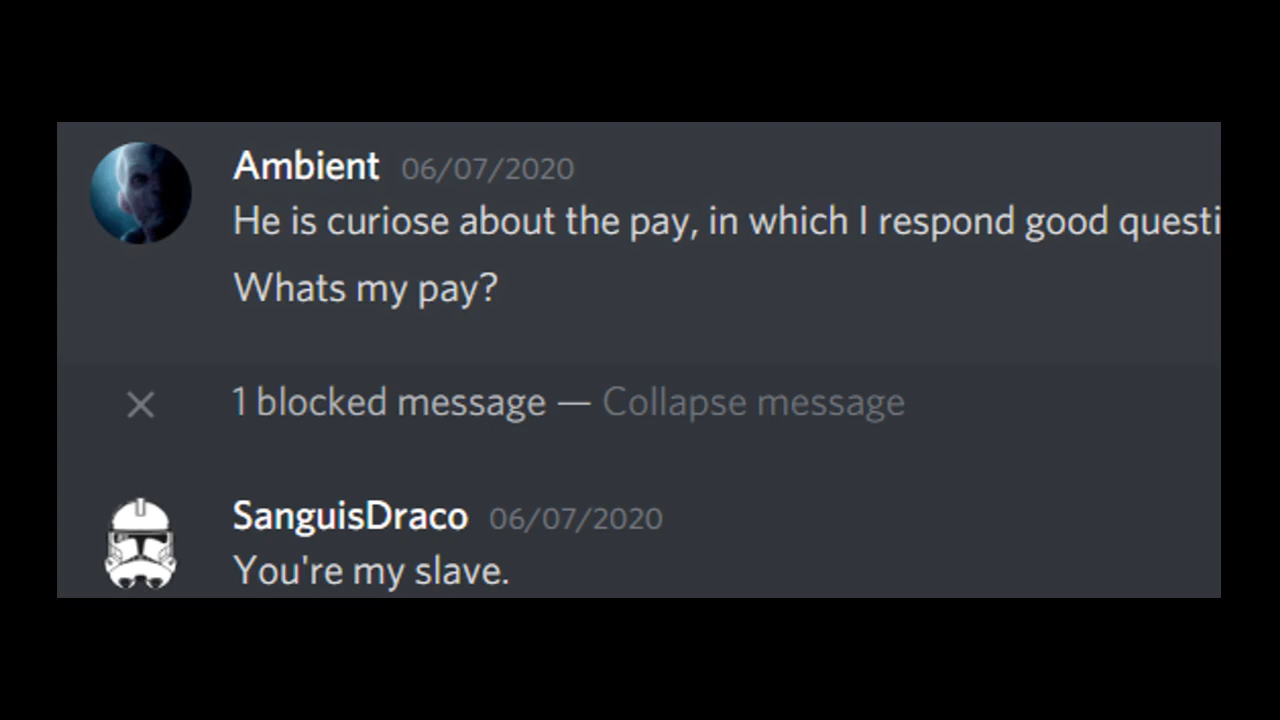 Ambient 06/07/2020
He is curiose about the pay, in which I respond good questi
Whats my pay?
1 blocked message — Collapse message
SanguisDraco 06/07/2020
You're my slave.